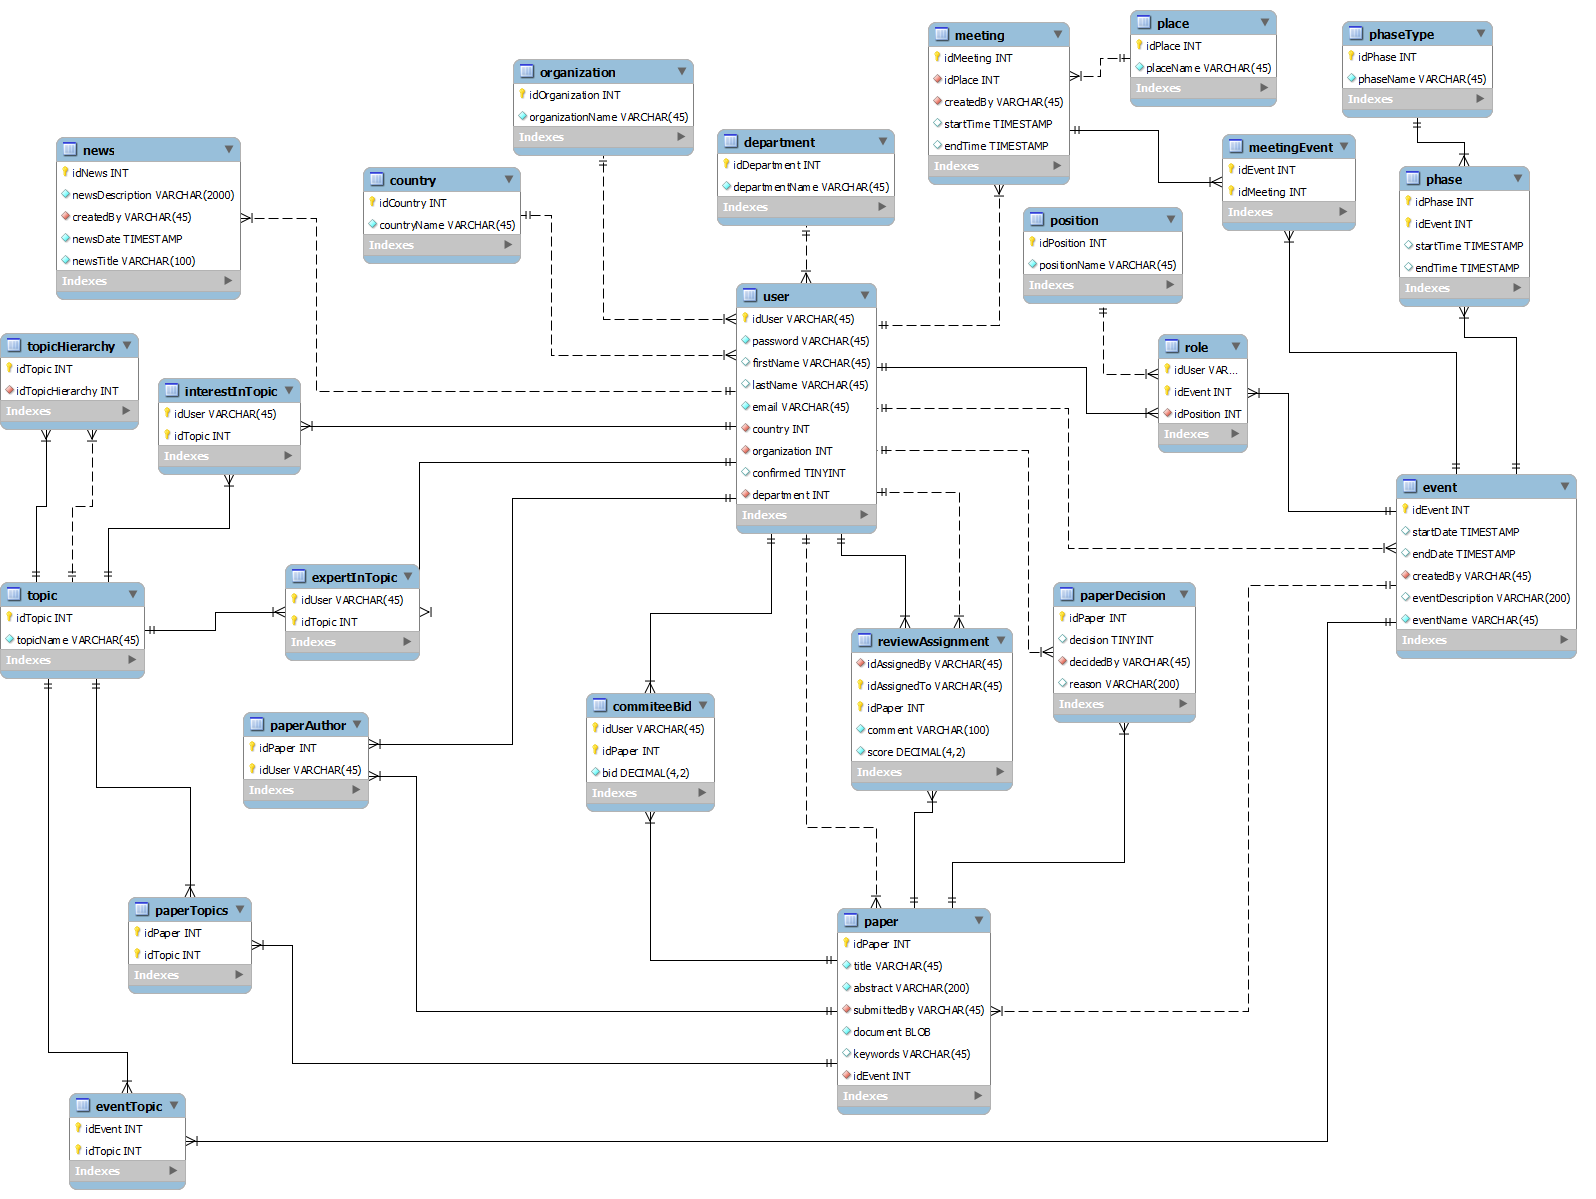 place
idPlace INT
placeName VARCHAR(45)
Indexes
meeting
idMeeting INT
idPlace INT
createdBy VARCHAR(45)
startTime TIMESTAMP
endTime TIMESTAMP
Indexes
phaseType
idPhase INT
phaseName VARCHAR(45)
Indexes
organization
idOrganization INT
organizationName VARCHAR(45)
Indexes
department
idDepartment INT
departmentName VARCHAR(45)
Indexes
meetingEvent
idEvent INT
idMeeting INT
Indexes
news
idNews INT
newsDescription VARCHAR(2000)
createdBy VARCHAR(45)
newsDate TIMESTAMP
newsTitle VARCHAR(100)
Indexes
country
idCountry INT
countryName VARCHAR(45)
Indexes
phase
idPhase INT
idEvent INT
startTime TIMESTAMP
endTime TIMESTAMP
Indexes
position
idPosition INT
positionName VARCHAR(45)
Indexes
user
idUser VARCHAR(45)
password VARCHAR(45)
firstName VARCHAR(45)
lastName VARCHAR(45)
email VARCHAR(45)
country INT
organization INT
confirmed TINYINT
department INT
Indexes
topicHierarchy
idTopic INT
idTopicHierarchy INT
Indexes
role
idUser VAR...
idEvent INT
idPosition INT
Indexes
interestInTopic
idUser VARCHAR(45)
idTopic INT
Indexes
event
idEvent INT
startDate TIMESTAMP
endDate TIMESTAMP
createdBy VARCHAR(45)
eventDescription VARCHAR(200)
eventName VARCHAR(45)
Indexes
expertInTopic
idUser VARCHAR(45)
idTopic INT
Indexes
topic
idTopic INT
topicName VARCHAR(45)
Indexes
paperDecision
idPaper INT
decision TINYINT
decidedBy VARCHAR(45)
reason VARCHAR(200)
Indexes
reviewAssignment
idAssignedBy VARCHAR(45)
idAssignedTo VARCHAR(45)
idPaper INT
comment VARCHAR(100)
score DECIMAL(4,2)
Indexes
commiteeBid
idUser VARCHAR(45)
idPaper INT
bid DECIMAL(4,2)
Indexes
paperAuthor
idPaper INT
idUser VARCHAR(45)
Indexes
paperTopics
idPaper INT
idTopic INT
Indexes
paper
idPaper INT
title VARCHAR(45)
abstract VARCHAR(200)
submittedBy VARCHAR(45)
document BLOB
keywords VARCHAR(45)
idEvent INT
Indexes
eventTopic
idEvent INT
idTopic INT
Indexes